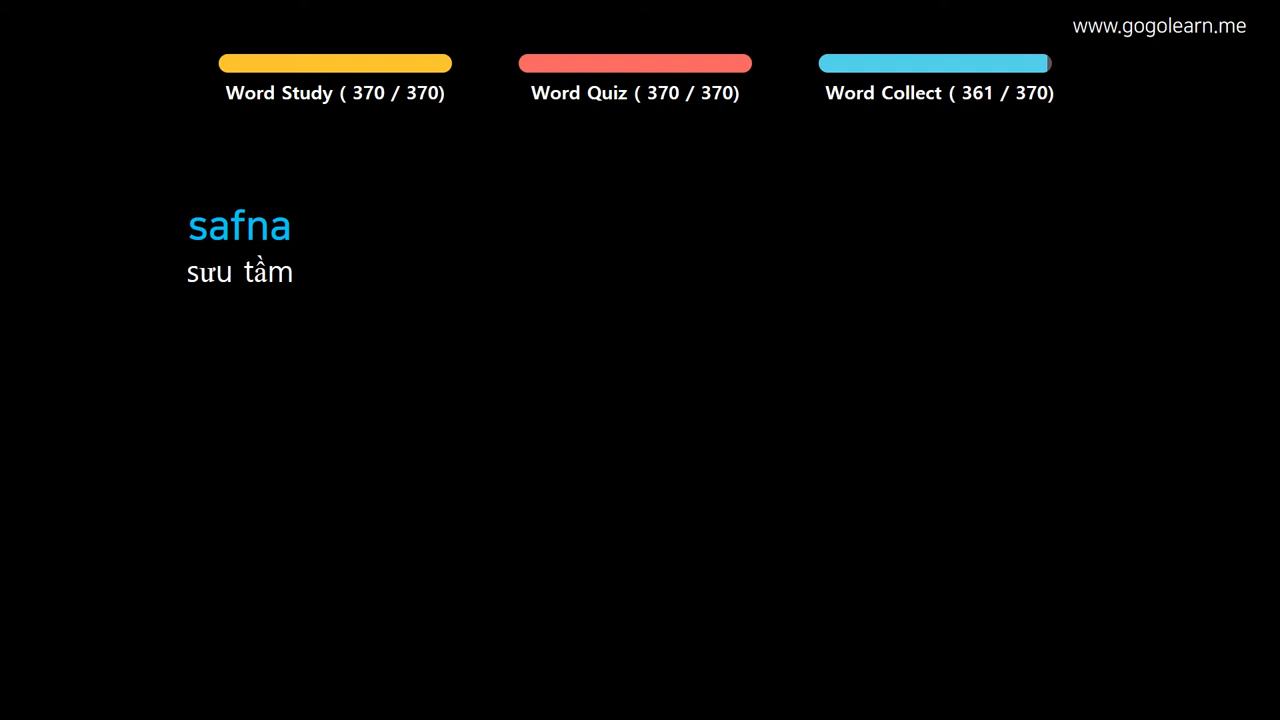 www.gogolearn.me
Word Study ( 370 / 370)
Word Quiz ( 370 / 370)
Word Collect ( 361 / 370)
safna
sưu tầm